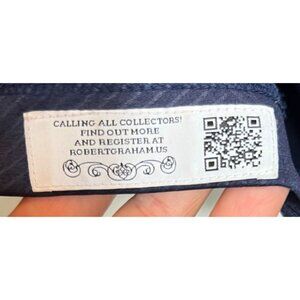 CALLING ALL COLLECTORS!
FIND OUT MORE
AND REGISTER AT
ROBERTGRAHAM.US